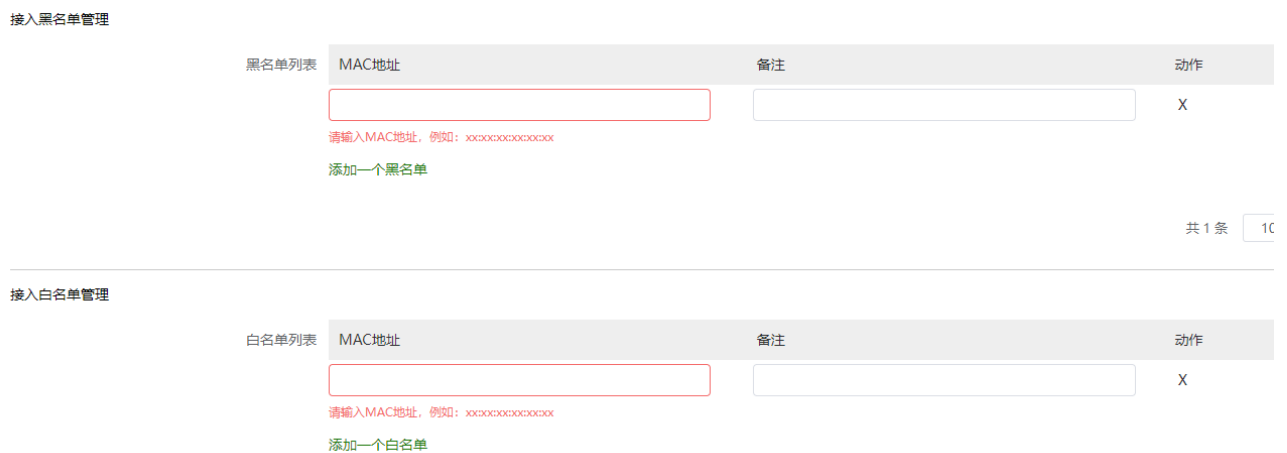 接入黑名单管理
黑名单列表 MAC地址 备注 动作
X
请输入MAC地址，例如：xx:xx:xx:xx:xx:xx
添加一个黑名单
共 1 条 10
接入白名单管理
白名单列表 MAC地址 备注 动作
X
请输入MAC地址，例如：xx:xx:xx:xx:xx:xx
添加一个白名单